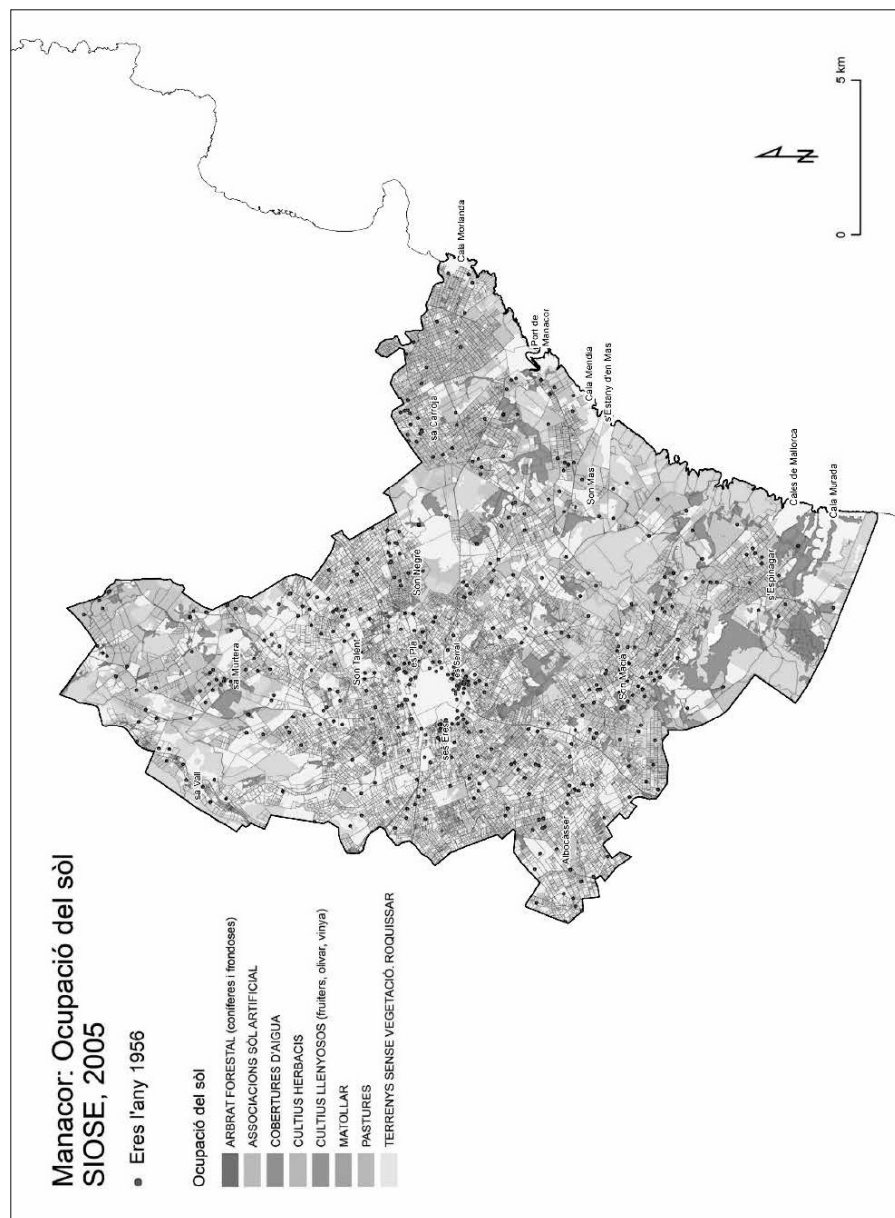 Manacor: Ocupació del sòl
SIOSE, 2005
Eres l'any 1956
Ocupació del sòl
ARBRAT FORESTAL (coníferes i frondoses)
ASSOCIACIONS SÒL ARTIFICIAL
COBERTURES D'AIGUA
CULTIUS HERBACIS
CULTIUS LLENYOSOS (fruiters, olivar, vinya)
MATOLLAR
PASTURES
TERRENYS SENSE VEGETACIÓ. ROQUISSAR
sa Vall
sa Murtera
Son Talent
es Pla
Son Negre
sa Carroja
Cala Morlanda
ses Eres
es Serral
Port de
Manacor
Albocàsser
Son Macià
Son Mas
Cala Mendia
s'Estany d'en Mas
s'Espinagar
Cales de Mallorca
Cala Murada
N
0
5 km